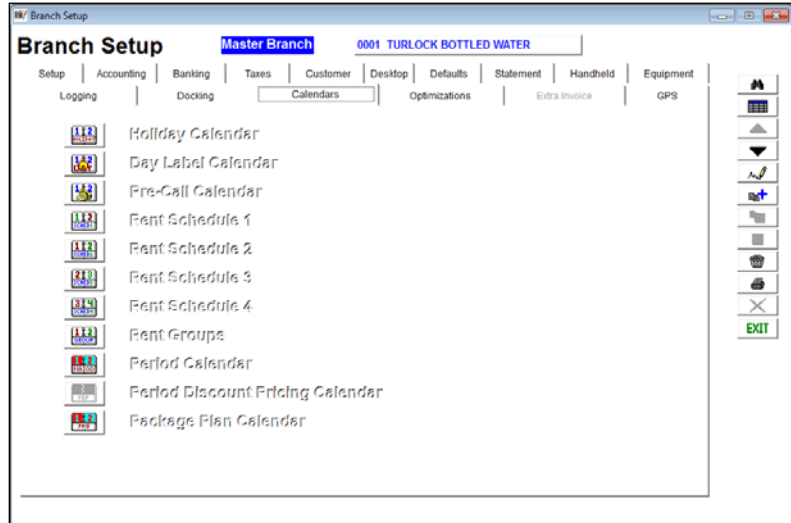 Branch Setup
Branch Setup Master Branch 0001 TURLOCK BOTTLED WATER
Setup Accounting Banking Taxes Customer Desktop Defaults Statement Handheld Equipment
Logging Docking Calendars Optimizations Extra Invoice GPS
Holiday Calendar
Day Label Calendar
Pre-Call Calendar
Rent Schedule 1
Rent Schedule 2
Rent Schedule 3
Rent Schedule 4
Rent Groups
Period Calendar
Period Discount Pricing Calendar
Package Plan Calendar
EXIT